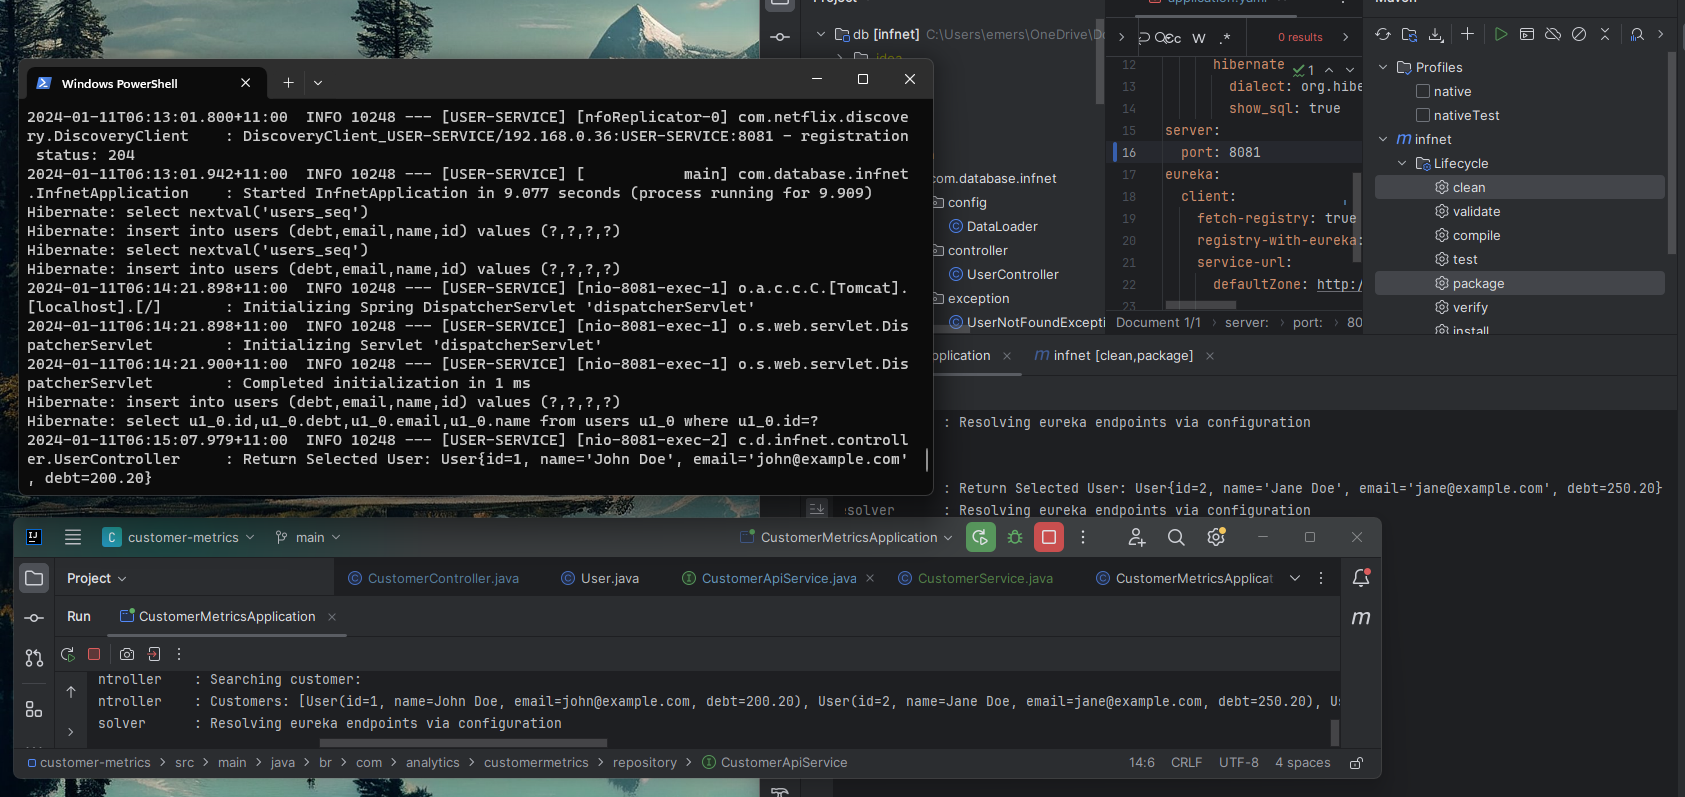 Windows PowerShell
2024-01-11T06:13:01.800+11:00  INFO 10248 --- [USER-SERVICE] [nfoReplicator-0] com.netflix.discove
ry.DiscoveryClient    : DiscoveryClient_USER-SERVICE/192.168.0.36:USER-SERVICE:8081 - registration
 status: 204
2024-01-11T06:13:01.942+11:00  INFO 10248 --- [USER-SERVICE] [           main] com.database.infnet
.InfnetApplication    : Started InfnetApplication in 9.077 seconds (process running for 9.909)
Hibernate: select nextval('users_seq')
Hibernate: insert into users (debt,email,name,id) values (?,?,?,?)
Hibernate: select nextval('users_seq')
Hibernate: insert into users (debt,email,name,id) values (?,?,?,?)
2024-01-11T06:14:21.898+11:00  INFO 10248 --- [USER-SERVICE] [nio-8081-exec-1] o.a.c.c.C.[Tomcat].
[localhost].[/]       : Initializing Spring DispatcherServlet 'dispatcherServlet'
2024-01-11T06:14:21.898+11:00  INFO 10248 --- [USER-SERVICE] [nio-8081-exec-1] o.s.web.servlet.Dis
patcherServlet        : Initializing Servlet 'dispatcherServlet'
2024-01-11T06:14:21.900+11:00  INFO 10248 --- [USER-SERVICE] [nio-8081-exec-1] o.s.web.servlet.Dis
patcherServlet        : Completed initialization in 1 ms
Hibernate: insert into users (debt,email,name,id) values (?,?,?,?)
Hibernate: select u1_0.id,u1_0.debt,u1_0.email,u1_0.name from users u1_0 where u1_0.id=?
2024-01-11T06:15:07.979+11:00  INFO 10248 --- [USER-SERVICE] [nio-8081-exec-2] c.d.infnet.controll
er.UserController     : Return Selected User: User{id=1, name='John Doe', email='john@example.com'
, debt=200.20}
db [infnet] C:\Users\emers\OneDrive\Do
com.database.infnet
config
DataLoader
controller
UserController
exception
UserNotFoundExcepti
Cc W .* 0 results
1
12 hibernate
13 dialect: org.hibe
14 show_sql: true
15 server:
16 port: 8081
17 eureka:
18 client:
19 fetch-registry: true
20 registry-with-eureka:
21 service-url:
22 defaultZone: http:/
23
Document 1/1 > server: > port: > 80
Profiles
native
nativeTest
m infnet
Lifecycle
clean
validate
compile
test
package
verify
install
pplication m infnet [clean,package]
: Resolving eureka endpoints via configuration
: Return Selected User: User{id=2, name='Jane Doe', email='jane@example.com', debt=250.20}
esolver : Resolving eureka endpoints via configuration
IJ C customer-metrics main CustomerMetricsApplication
Project CustomerController.java User.java CustomerApiService.java CustomerService.java CustomerMetricsApplicat
Run CustomerMetricsApplication
m
ntroller    : Searching customer:
ntroller    : Customers: [User(id=1, name=John Doe, email=john@example.com, debt=200.20), User(id=2, name=Jane Doe, email=jane@example.com, debt=250.20), Us
solver      : Resolving eureka endpoints via configuration
customer-metrics > src > main > java > br > com > analytics > customermetrics > repository > CustomerApiService 14:6 CRLF UTF-8 4 spaces